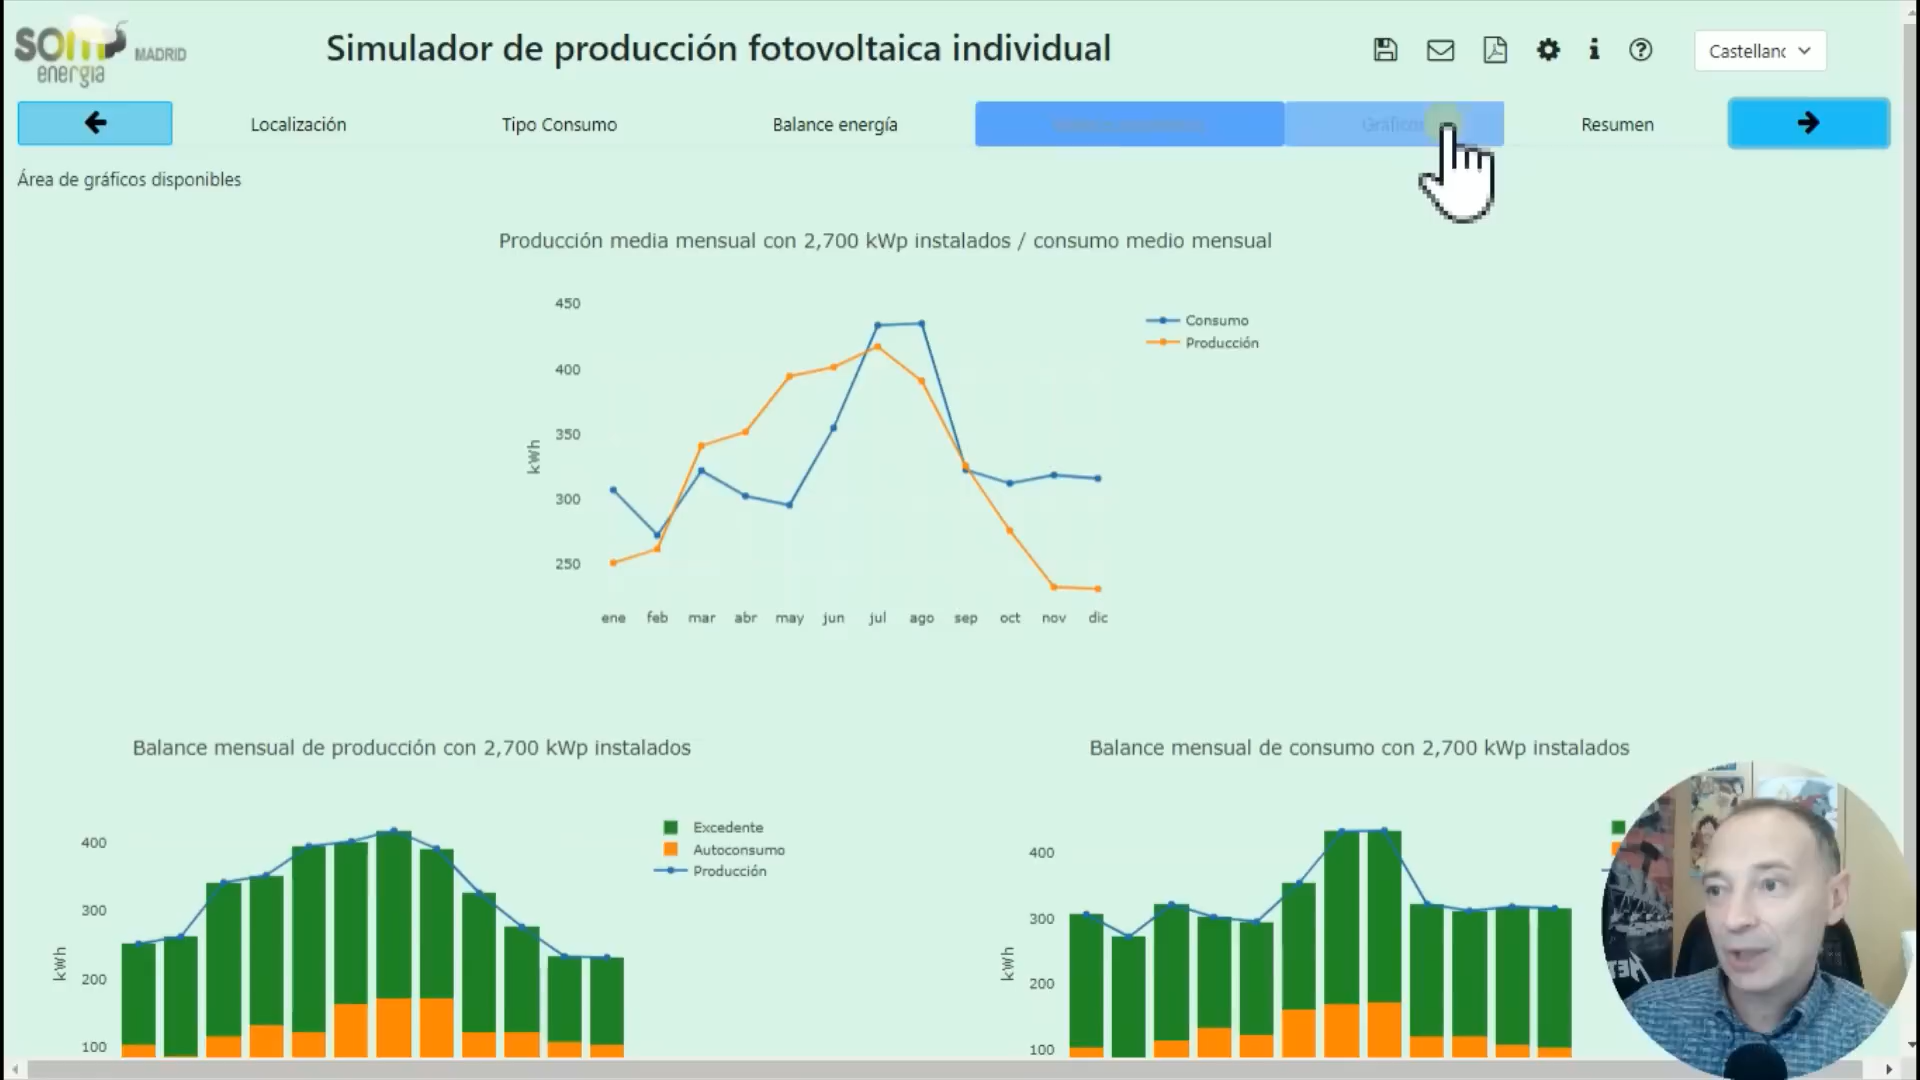 som energia MADRID
Simulador de producción fotovoltaica individual
Castellano
Localización
Tipo Consumo
Balance energía
Gráficos
Resumen
Área de gráficos disponibles
Producción media mensual con 2,700 kWp instalados / consumo medio mensual
450
400
350
300
250
kWh
ene feb mar abr may jun jul ago sep oct nov dic
Consumo
Producción
Balance mensual de producción con 2,700 kWp instalados
400
300
200
100
kWh
Excedente
Autoconsumo
Producción
Balance mensual de consumo con 2,700 kWp instalados
400
300
200
100
kWh